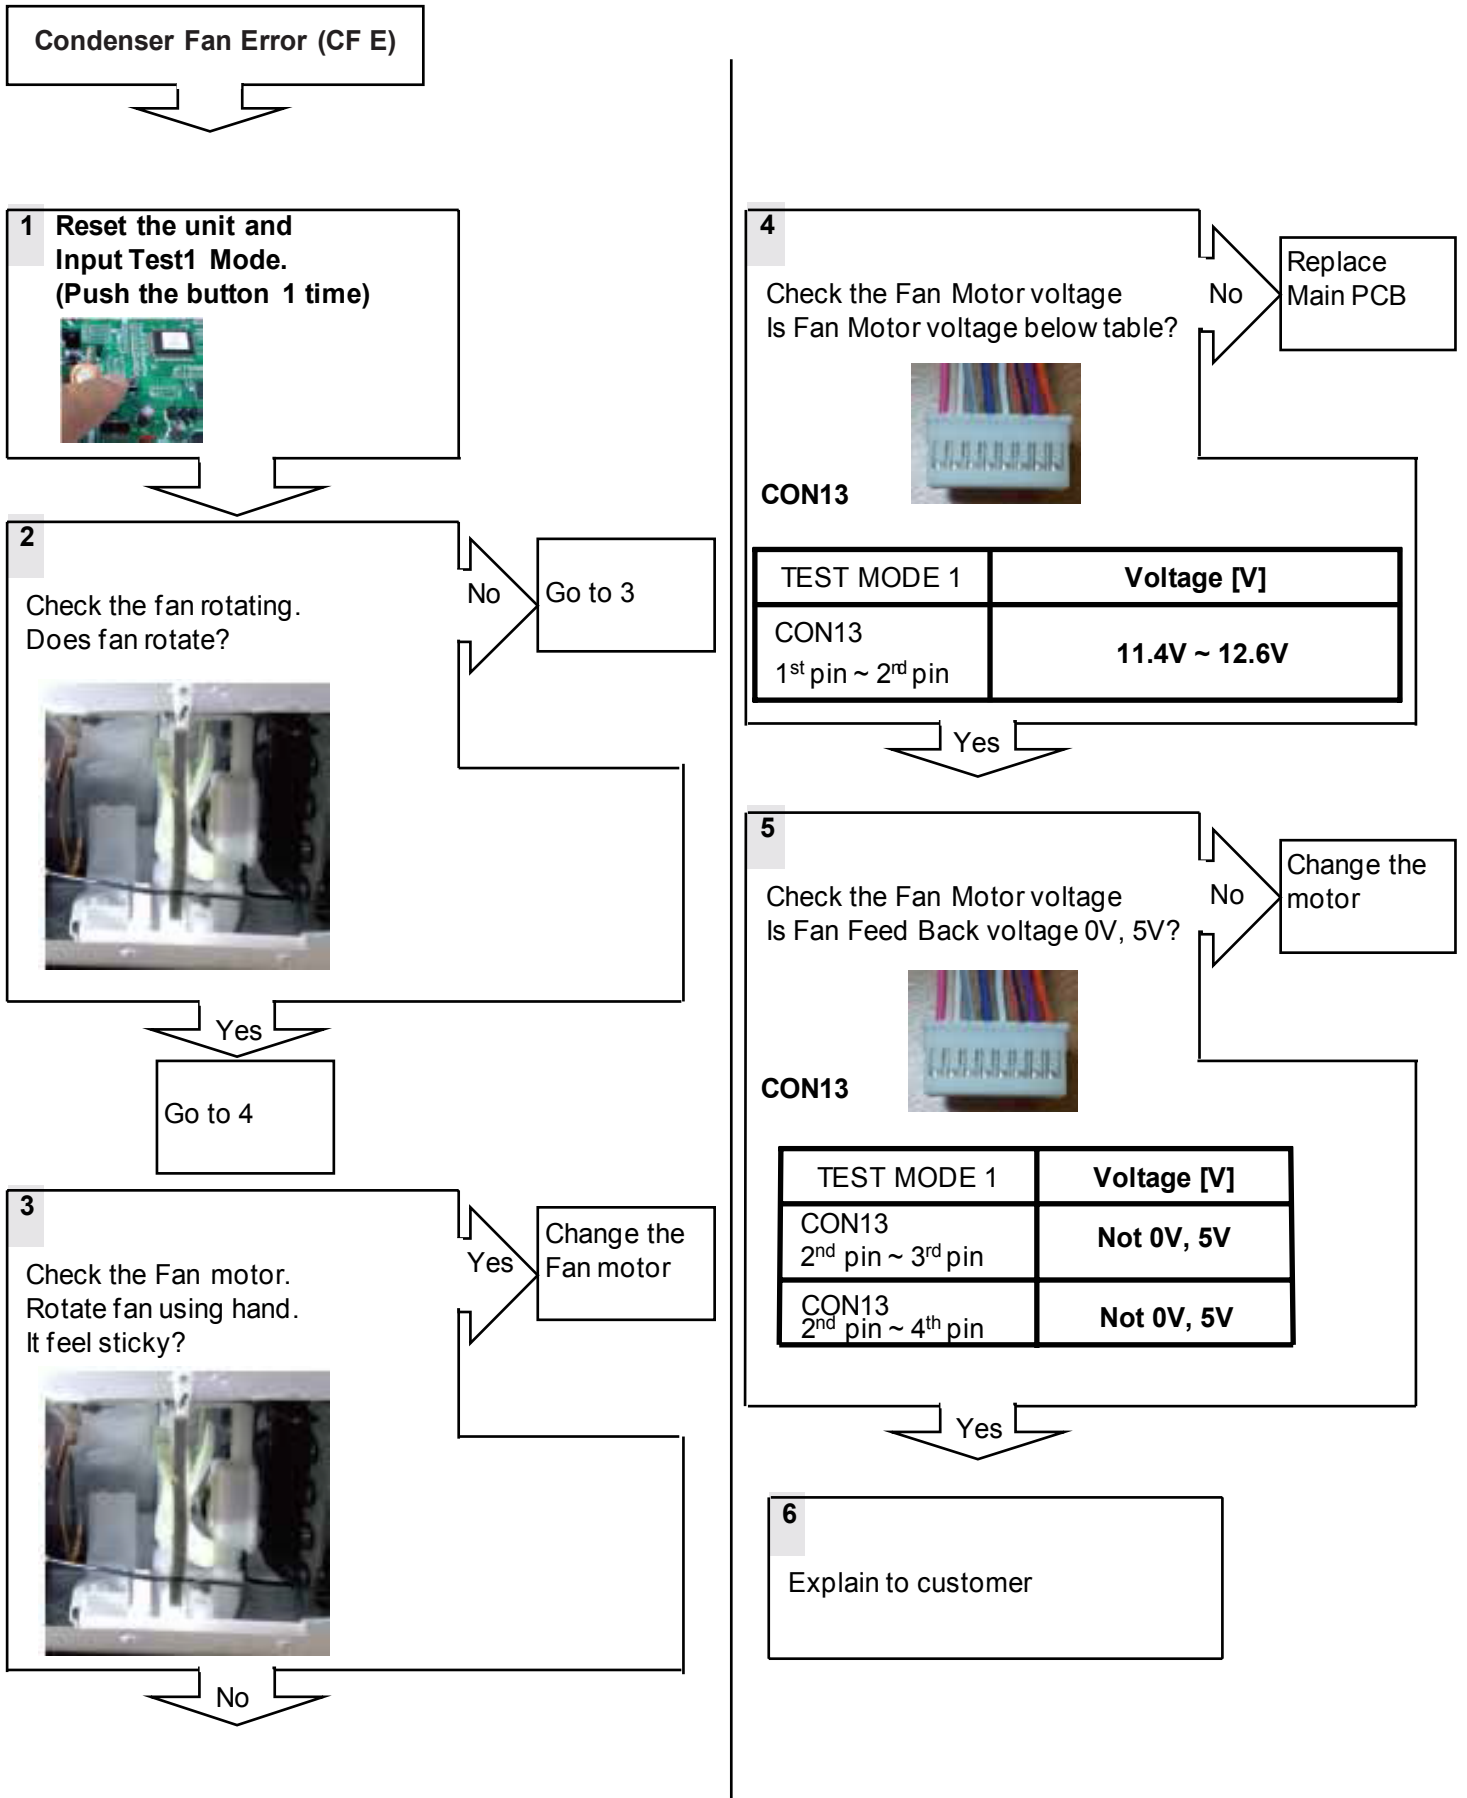 Condenser Fan Error (CF E)
1 Reset the unit and
Input Test1 Mode.
(Push the button 1 time)
2
Check the fan rotating.
Does fan rotate?
No
Go to 3
Yes
Go to 4
3
Check the Fan motor.
Rotate fan using hand.
It feel sticky?
Yes
Change the
Fan motor
No
4
Check the Fan Motor voltage
Is Fan Motor voltage below table?
No
Replace
Main PCB
CON13
TEST MODE 1 Voltage [V]
CON13
1st pin ~ 2rd pin
11.4V ~ 12.6V
Yes
5
Check the Fan Motor voltage
Is Fan Feed Back voltage 0V, 5V?
No
Change the
motor
CON13
TEST MODE 1 Voltage [V]
CON13
2nd pin ~ 3rd pin
Not 0V, 5V
CON13
2nd pin ~ 4th pin
Not 0V, 5V
Yes
6
Explain to customer